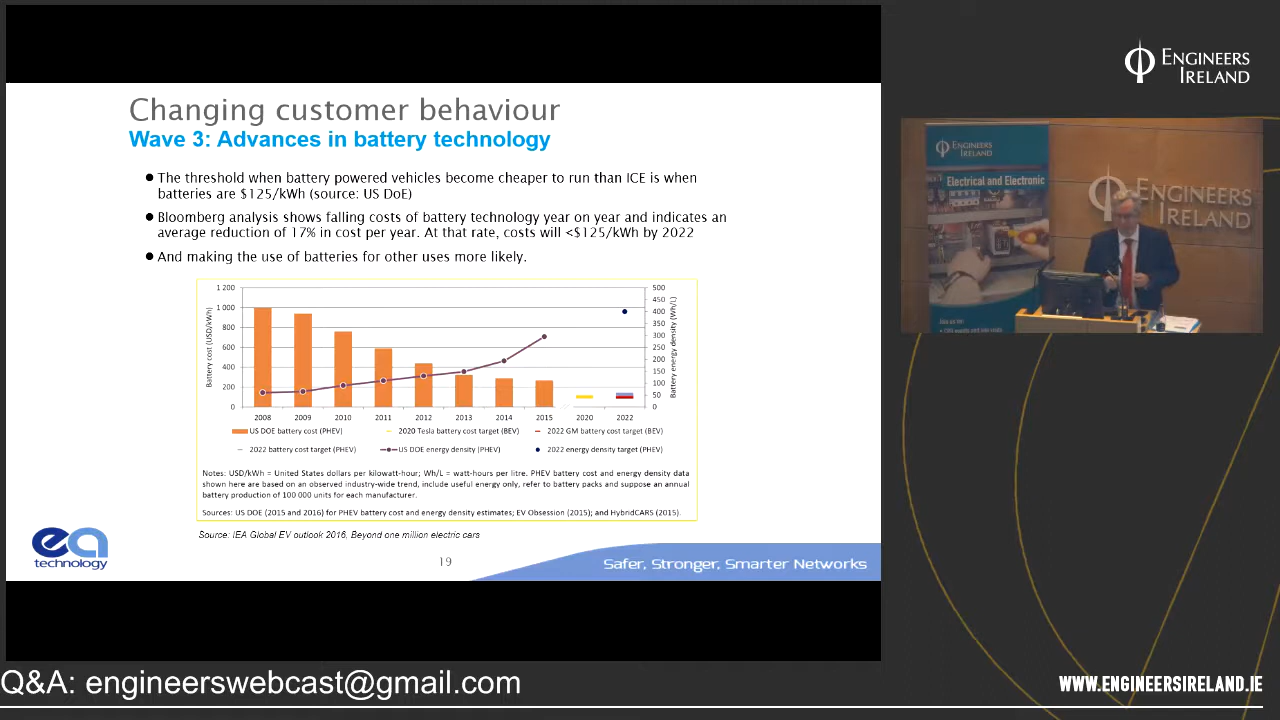 Changing customer behaviour
Wave 3: Advances in battery technology
● The threshold when battery powered vehicles become cheaper to run than ICE is when
batteries are $125/kWh (source: US DoE)
● Bloomberg analysis shows falling costs of battery technology year on year and indicates an
average reduction of 17% in cost per year. At that rate, costs will <$125/kWh by 2022
● And making the use of batteries for other uses more likely.
Battery cost (USD/kWh)
1 200
1 000
800
600
400
200
0
500
450
400
350
300
250
200
150
100
50
0
Battery energy density (Wh/L)
2008 2009 2010 2011 2012 2013 2014 2015 2020 2022
US DOE battery cost (PHEV) 2020 Tesla battery cost target (BEV) 2022 GM battery cost target (BEV)
2022 battery cost target (PHEV) US DOE energy density (PHEV) 2022 energy density target (PHEV)
Notes: USD/kWh = United States dollars per kilowatt-hour; Wh/L = watt-hours per litre. PHEV battery cost and energy density data
shown here are based on an observed industry-wide trend, include useful energy only, refer to battery packs and suppose an annual
battery production of 100 000 units for each manufacturer.
Sources: US DOE (2015 and 2016) for PHEV battery cost and energy density estimates; EV Obsession (2015); and HybridCARS (2015).
Source: IEA Global EV outlook 2016, Beyond one million electric cars
ea
technology
19
Safer, Stronger, Smarter Networks
ENGINEERS
IRELAND
ENGINEERS
IRELAND
Electrical and Electronic
ENGINEERS
IRELAND
Q&A: engineerswebcast@gmail.com
WWW.ENGINEERSIRELAND.IE